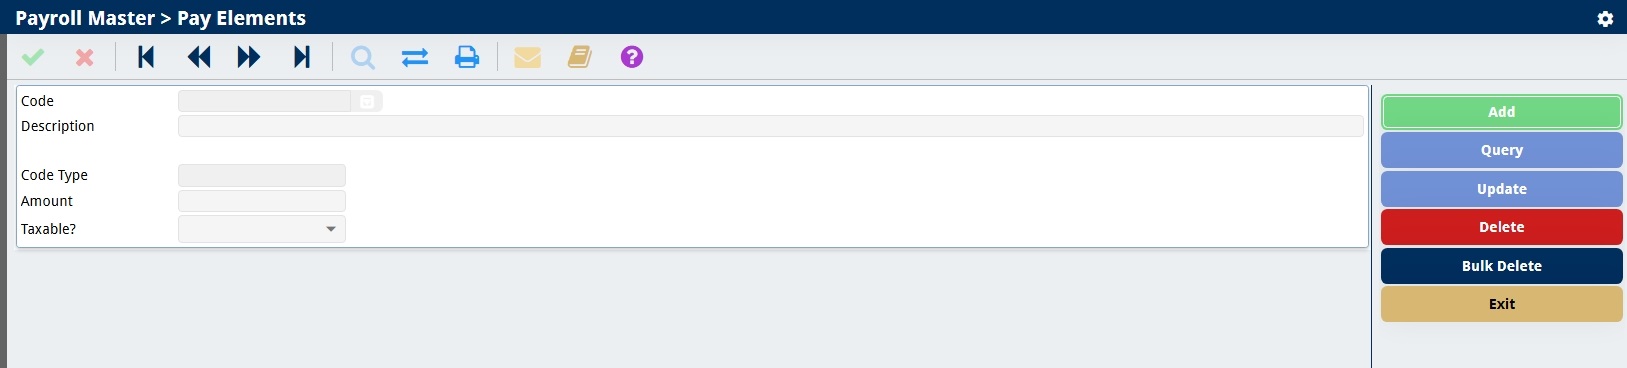 Payroll Master > Pay Elements
?
Code
Description
Code Type
Amount
Taxable?
Add
Query
Update
Delete
Bulk Delete
Exit